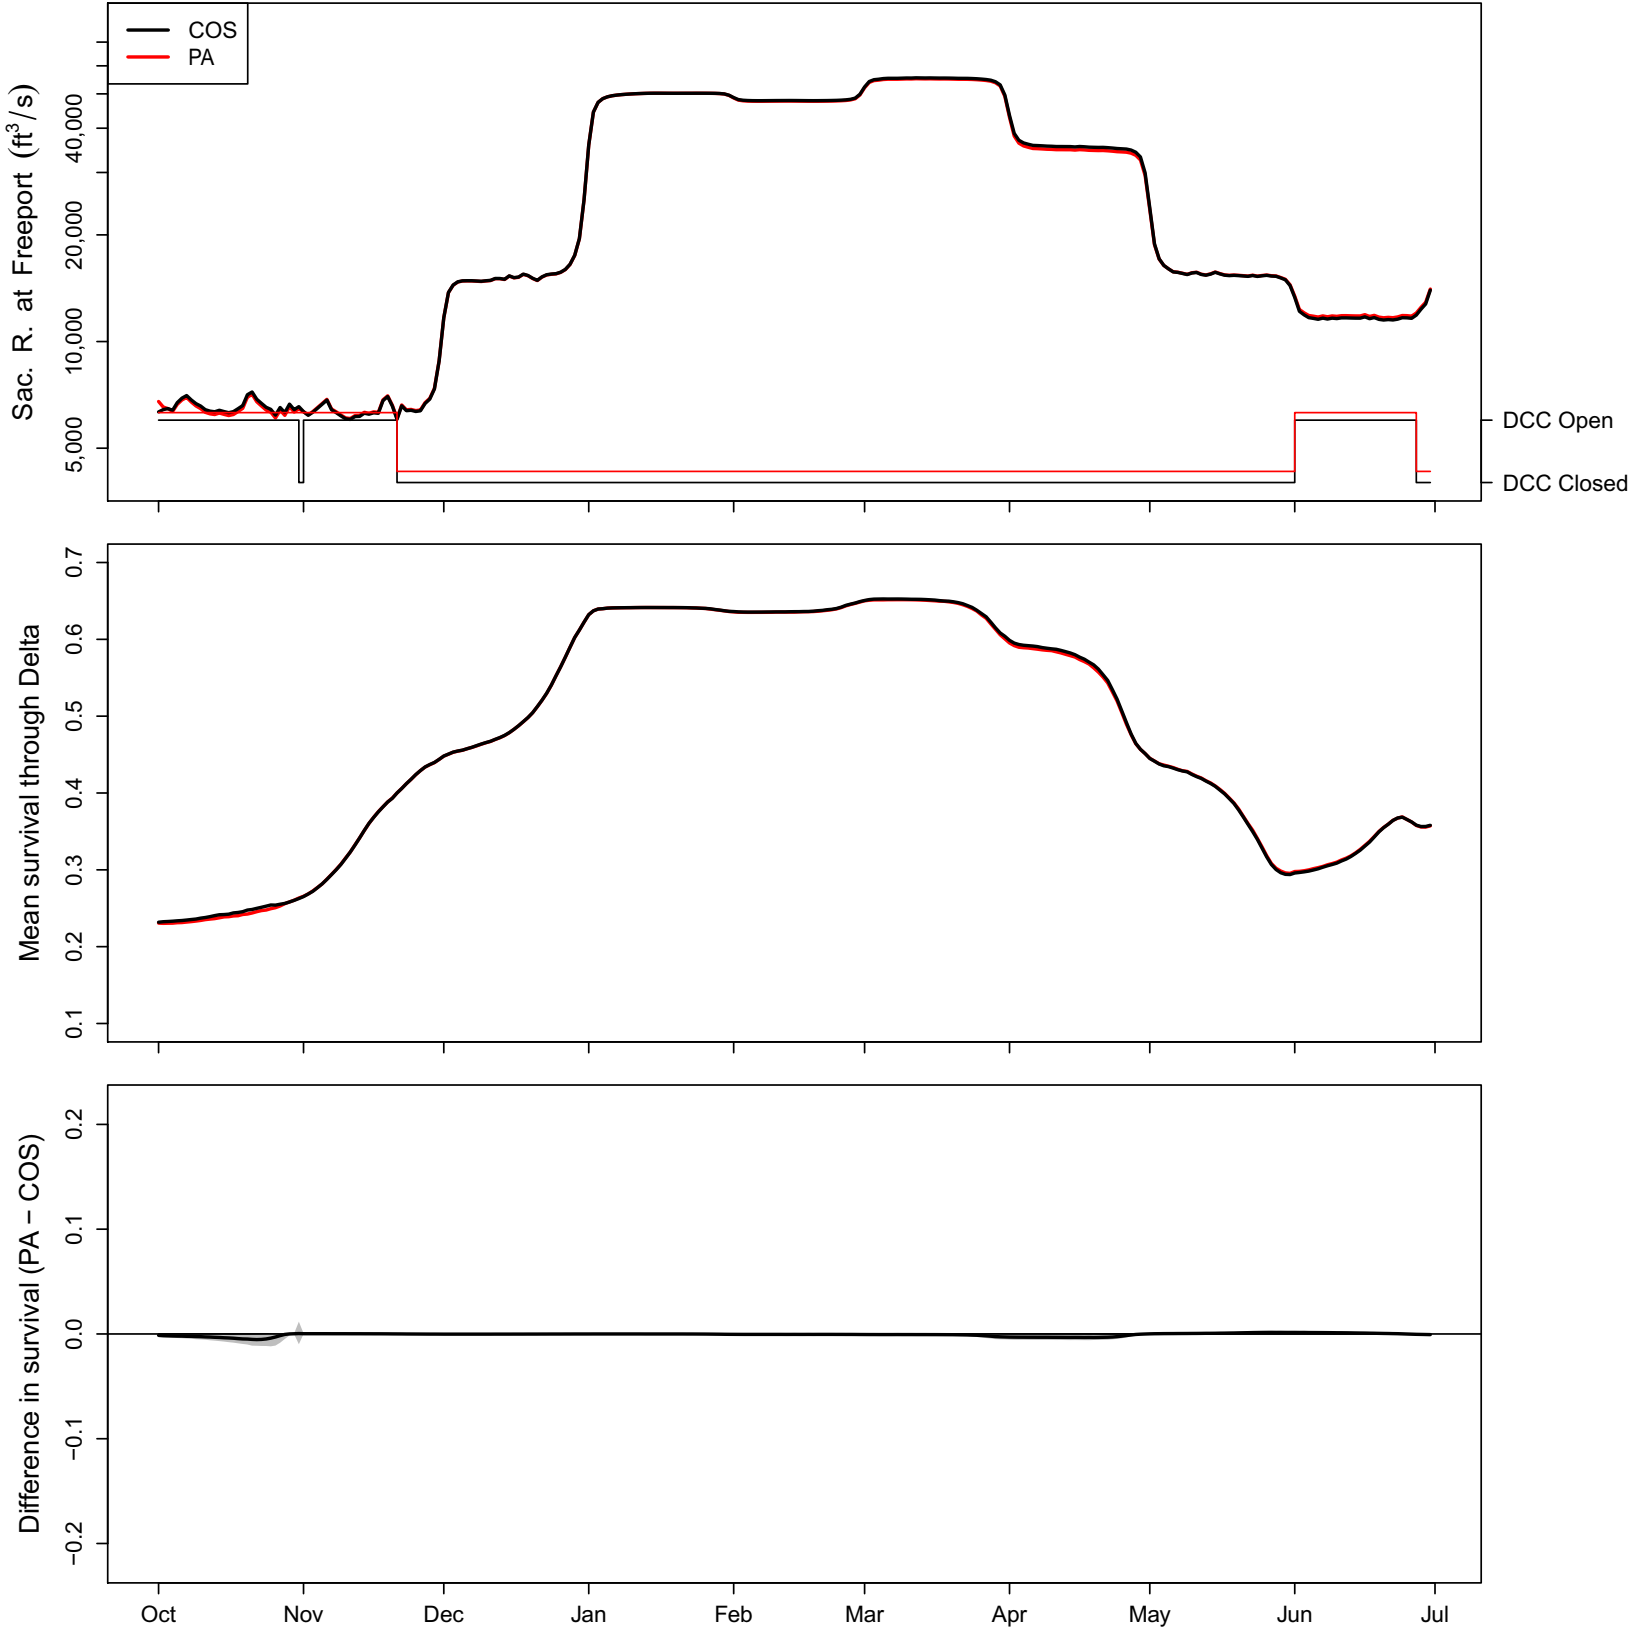 COS
PA
Sac. R. at Freeport (ft³/s)
40,000
20,000
10,000
5,000
DCC Open
DCC Closed
Mean survival through Delta
0.7
0.6
0.5
0.4
0.3
0.2
0.1
Difference in survival (PA − COS)
0.2
0.1
0.0
−0.1
−0.2
Oct Nov Dec Jan Feb Mar Apr May Jun Jul